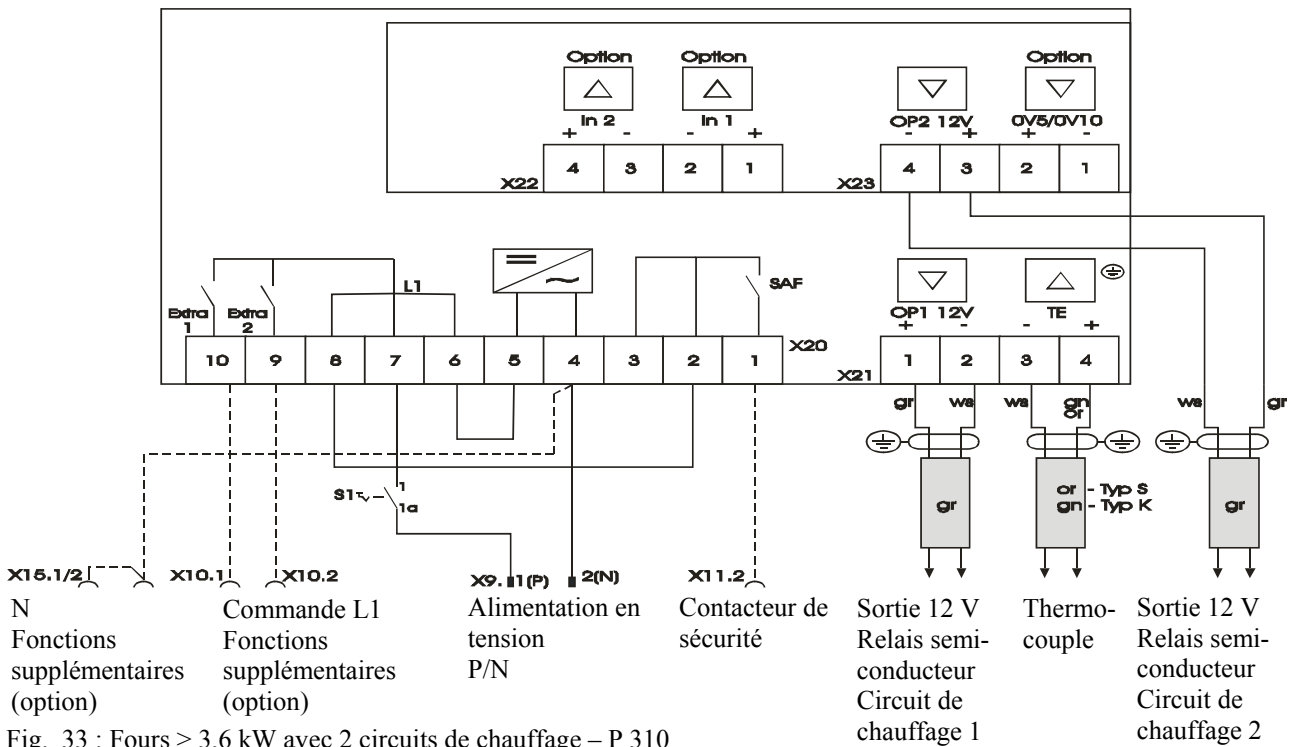 Option Option Option
In 2 In 1 OP2 12V 0V5/0V10
+ - - + - + + -
X22 4 3 2 1 X23 4 3 2 1
L1 SAF
Extra 1 Extra 2
OP1 12V TE
+ - - +
10 9 8 7 6 5 4 3 2 1 X20
X21 1 2 3 4
gr ws ws gn or ws gr
S1 1
1a
gr or - Typ S gr
gn - Typ K
X15.1/2 X10.1 X10.2 X9. 1(P) 2(N) X11.2
N
Fonctions
supplémentaires
(option)
Commande L1
Fonctions
supplémentaires
(option)
Alimentation en
tension
P/N
Contacteur de
sécurité
Sortie 12 V
Relais semi-
conducteur
Circuit de
chauffage 1
Thermo-
couple
Sortie 12 V
Relais semi-
conducteur
Circuit de
chauffage 2
Fig. 33 : Fours > 3,6 kW avec 2 circuits de chauffage – P 310